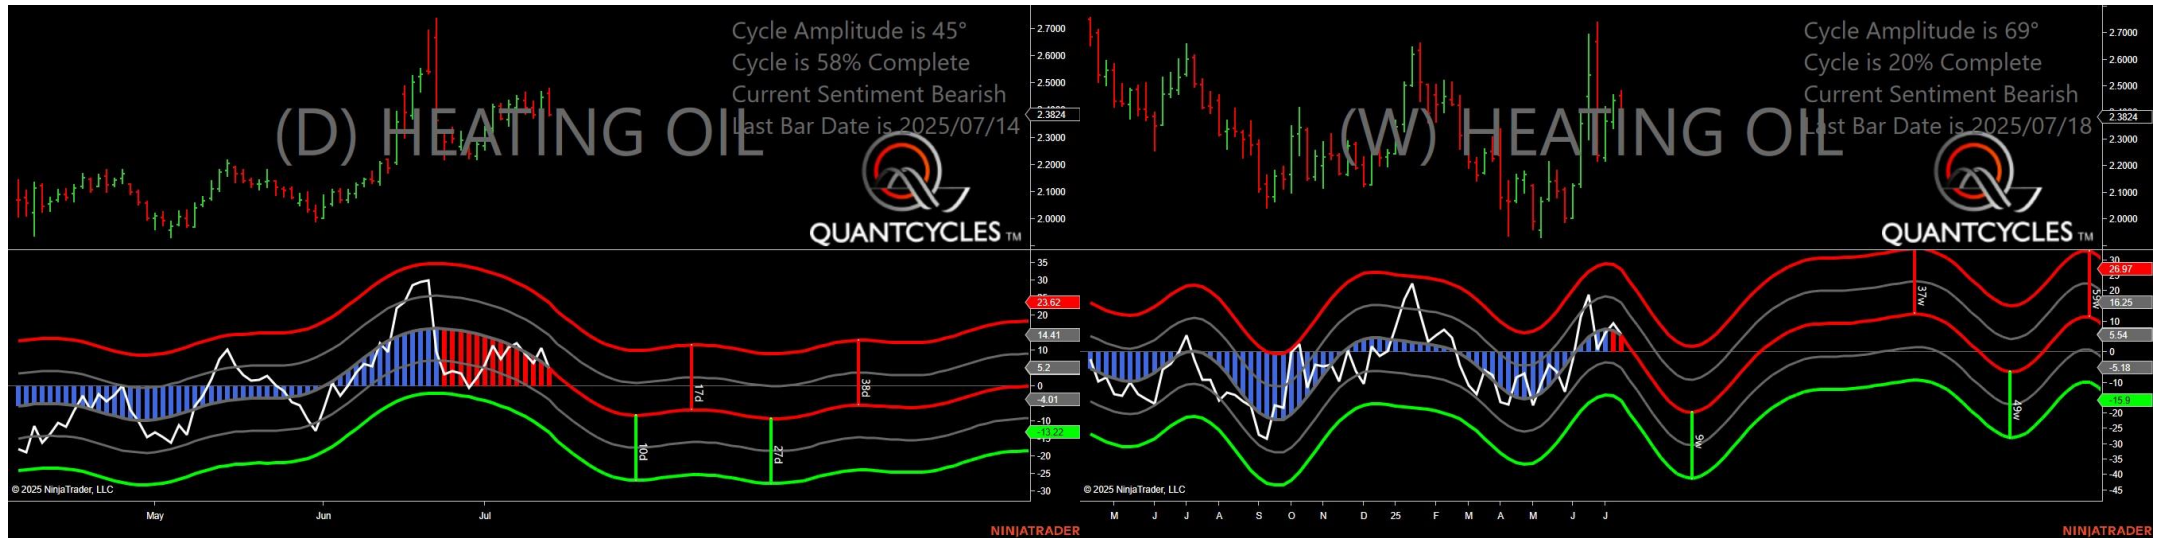 Cycle Amplitude is 45°
Cycle is 58% Complete
Current Sentiment Bearish
Last Bar Date is 2025/07/14
(D) HEATING OIL
QUANTCYCLES TM
2.7000
2.6000
2.5000
2.3824
2.3000
2.2000
2.1000
2.0000
35
30
23.62
20
14.41
10
5.2
0
-4.01
-10
-13.22
-20
-25
-30
10d
17d
27d
38d
© 2025 NinjaTrader, LLC
May Jun Jul
NINJATRADER
Cycle Amplitude is 69°
Cycle is 20% Complete
Current Sentiment Bearish
Last Bar Date is 2025/07/18
(W) HEATING OIL
QUANTCYCLES TM
2.7000
2.6000
2.5000
2.3824
2.3000
2.2000
2.1000
2.0000
30
26.97
20
16.25
10
5.54
0
-5.18
-10
-15.9
-20
-25
-30
-35
-40
-45
9w
37w
49w
59w
© 2025 NinjaTrader, LLC
M J J A S O N D 25 F M A M J J
NINJATRADER